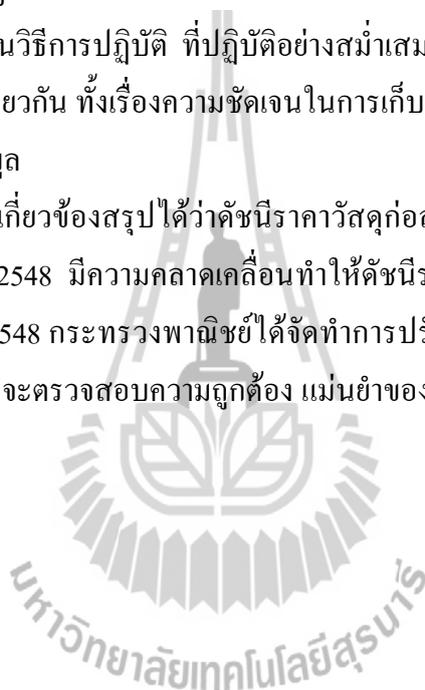 นวิธีการปฏิบัติ ที่ปฏิบัติอย่างสม่ำเสม
ยวกัน ทั้งเรื่องความชัดเจนในการเก็บ
ูล
เกี่ยวข้องสรุปได้ว่าดัชนีราคาวัสดุก่อส
2548 มีความคลาดเคลื่อนทำให้ดัชนีร
548 กระทรวงพาณิชย์ได้จัดทำการปรั
จะตรวจสอบความถูกต้อง แม่นยำของ
มหาวิทยาลัยเทคโนโลยีสุรนารี